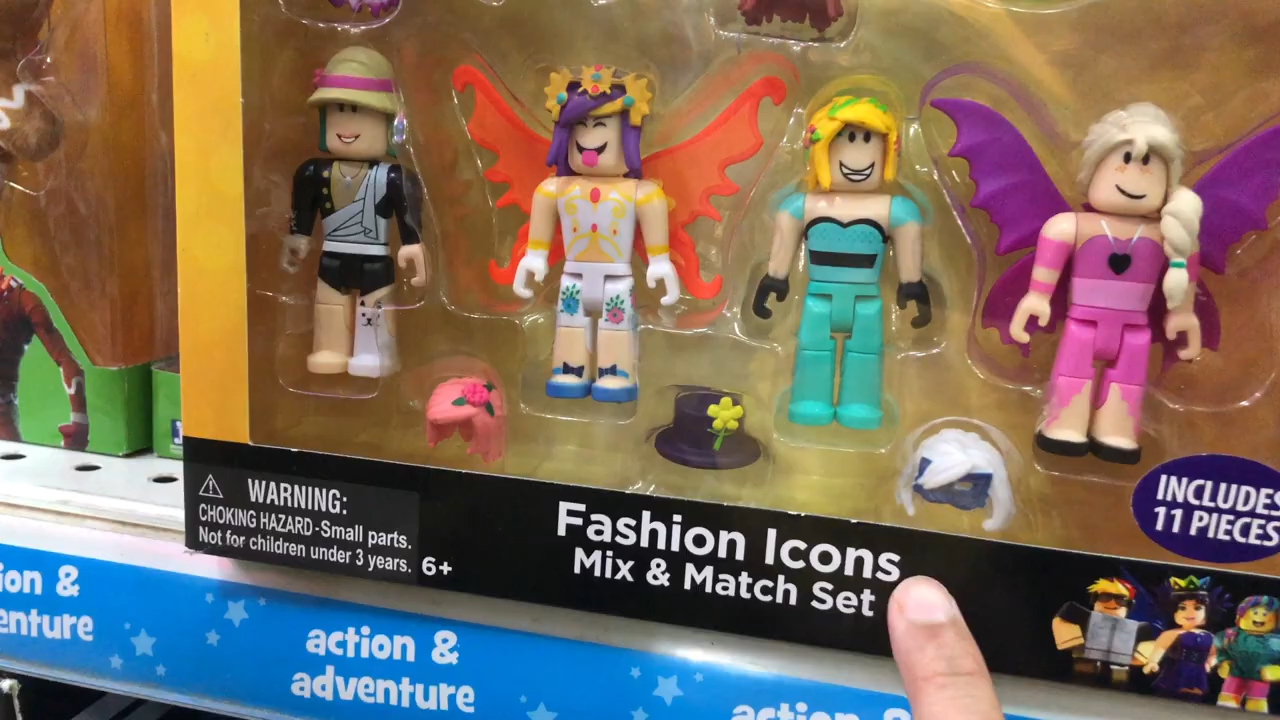 WARNING:
CHOKING HAZARD-Small parts.
Not for children under 3 years.
6+
Fashion Icons
Mix & Match Set
INCLUDES
11 PIECES
ion &
enture
action &
adventure
action &